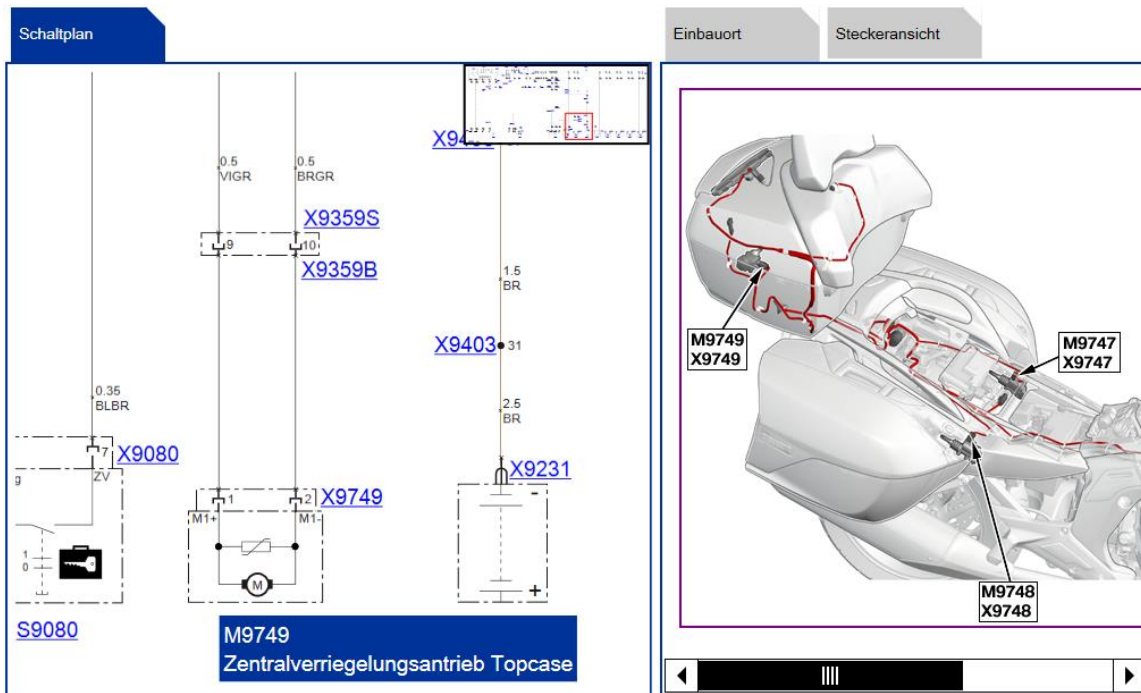 Schaltplan
Einbauort
Steckeransicht
0.5
VIGR
0.5
BRGR
X9359S
9
10
X9359B
1.5
BR
X9403
31
2.5
BR
0.35
BLBR
7
X9080
ZV
g
1
0
S9080
1
2
X9749
M1+
M1-
M
X9231
-
+
M9749
Zentralverriegelungsantrieb Topcase
M9749
X9749
M9747
X9747
M9748
X9748